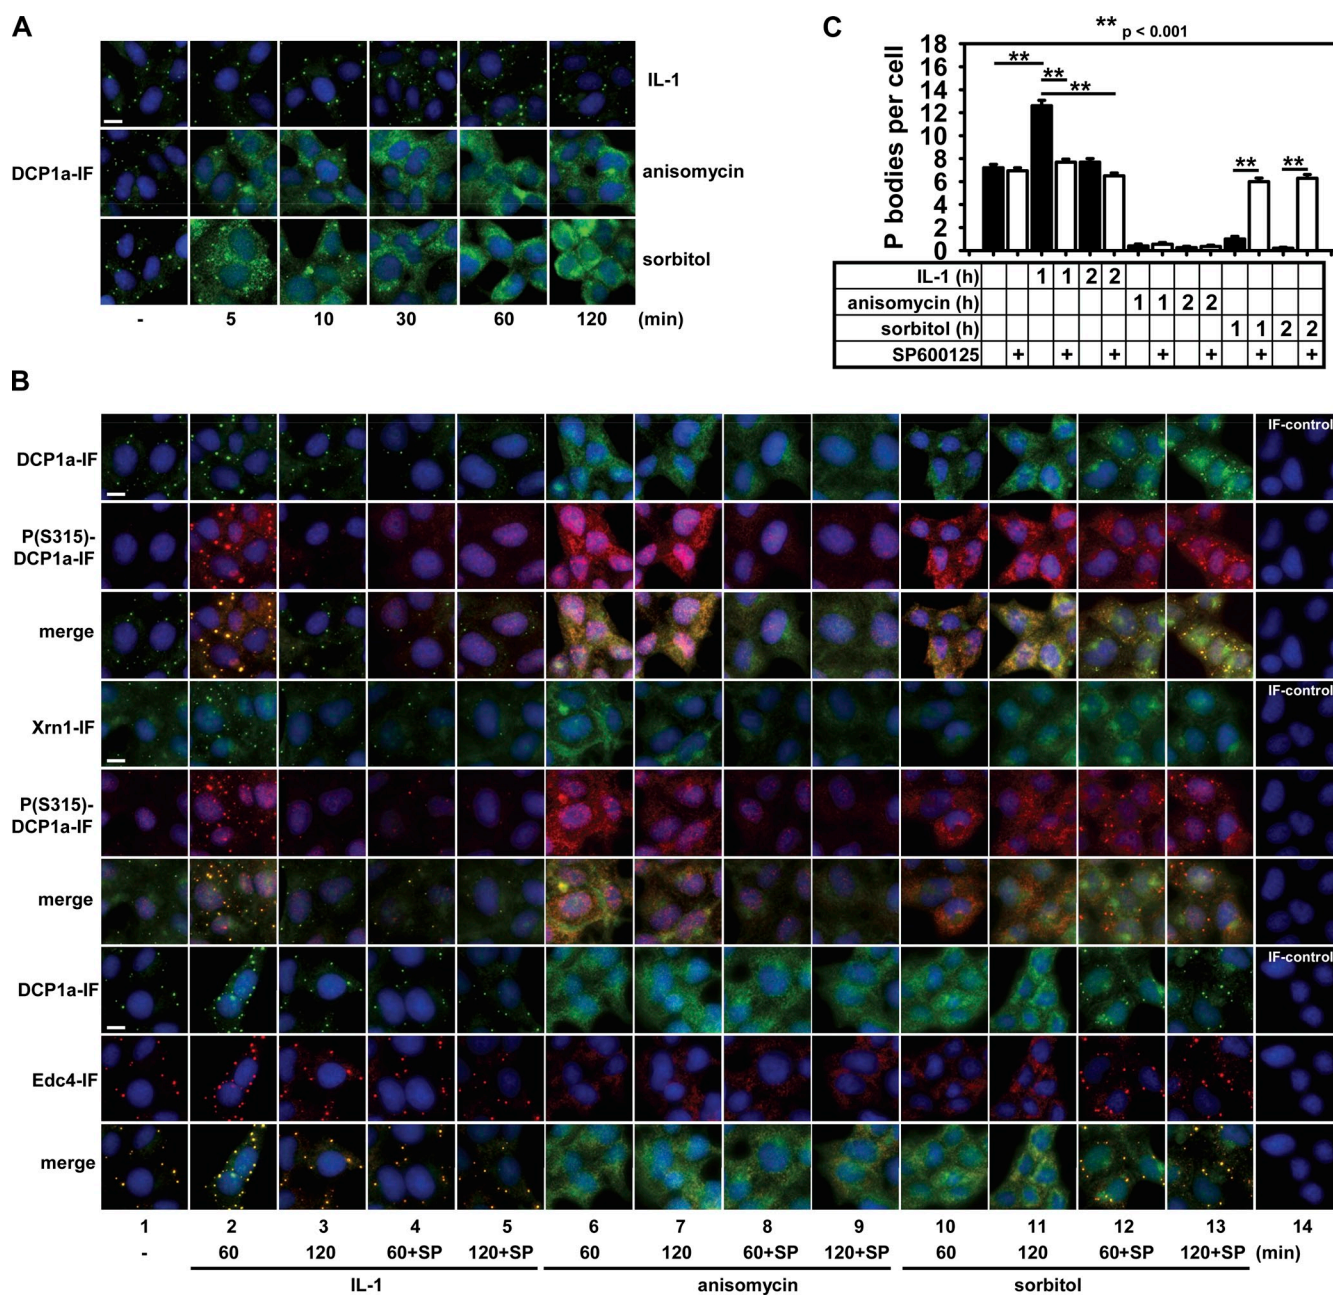 A
IL-1
DCP1a-IF
anisomycin
sorbitol
- 5 10 30 60 120 (min)
C
** p < 0.001
P bodies per cell
18
16
14
12
10
8
6
4
2
0
**
**
**
**
**
IL-1 (h) 1 1 2 2
anisomycin (h) 1 1 2 2
sorbitol (h) 1 1 2 2
SP600125 + + + + + + +
B
DCP1a-IF IF-control
P(S315)-
DCP1a-IF
merge
Xrn1-IF IF-control
P(S315)-
DCP1a-IF
merge
DCP1a-IF IF-control
Edc4-IF
merge
1 2 3 4 5 6 7 8 9 10 11 12 13 14
- 60 120 60+SP 120+SP 60 120 60+SP 120+SP 60 120 60+SP 120+SP (min)
IL-1 anisomycin sorbitol